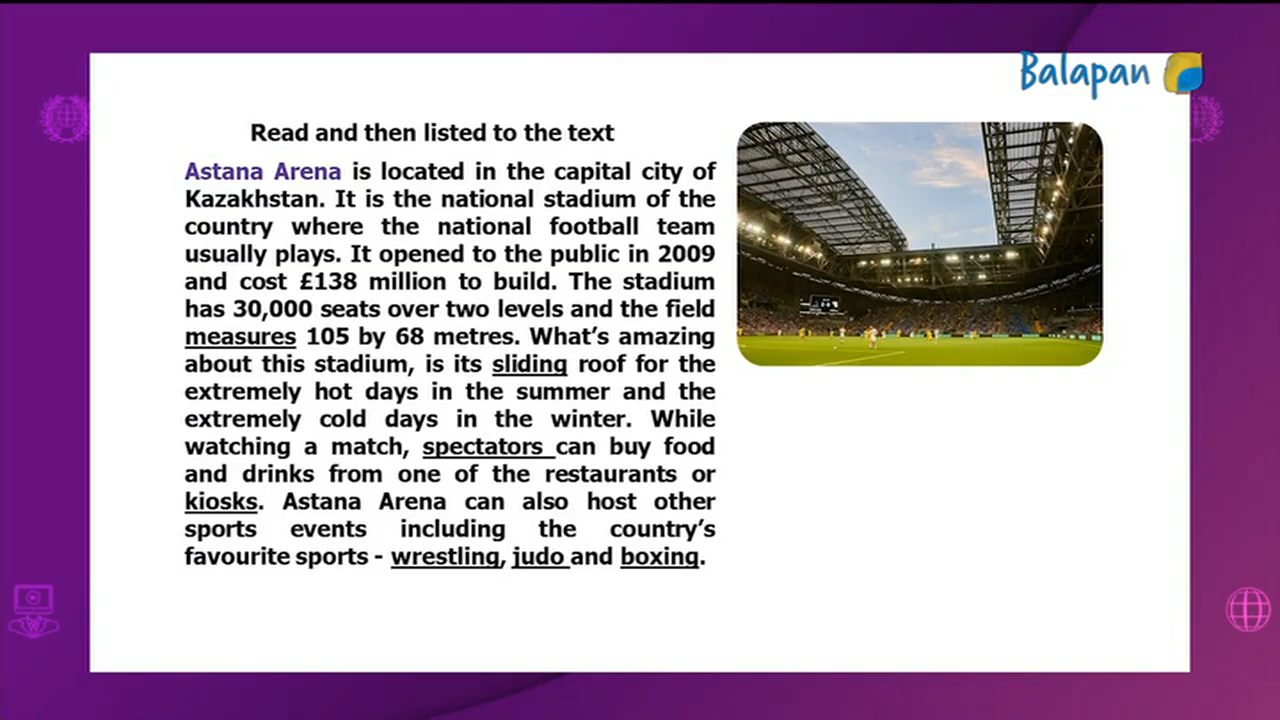 Balapan
Read and then listed to the text
Astana Arena is located in the capital city of
Kazakhstan. It is the national stadium of the
country where the national football team
usually plays. It opened to the public in 2009
and cost £138 million to build. The stadium
has 30,000 seats over two levels and the field
measures 105 by 68 metres. What’s amazing
about this stadium, is its sliding roof for the
extremely hot days in the summer and the
extremely cold days in the winter. While
watching a match, spectators can buy food
and drinks from one of the restaurants or
kiosks. Astana Arena can also host other
sports events including the country’s
favourite sports - wrestling, judo and boxing.